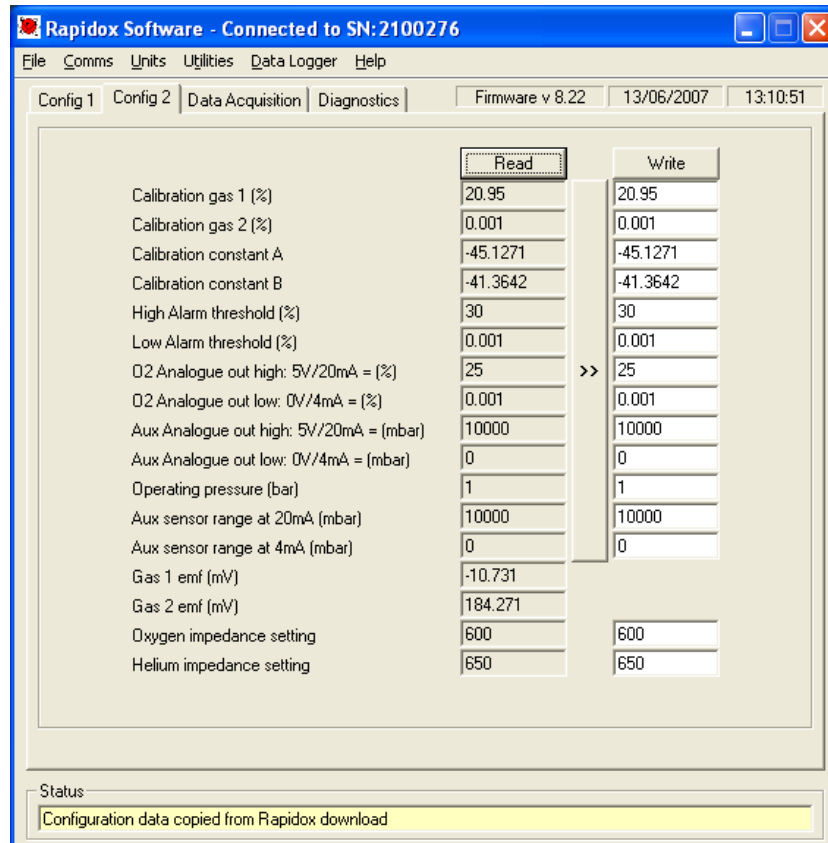 Rapidox Software - Connected to SN:2100276
File Comms Units Utilities Data Logger Help
Config 1 Config 2 Data Acquisition Diagnostics Firmware v 8.22 13/06/2007 13:10:51
Read Write
Calibration gas 1 (%) 20.95 20.95
Calibration gas 2 (%) 0.001 0.001
Calibration constant A -45.1271 -45.1271
Calibration constant B -41.3642 -41.3642
High Alarm threshold (%) 30 30
Low Alarm threshold (%) 0.001 0.001
O2 Analogue out high: 5V/20mA = (%) 25 >> 25
O2 Analogue out low: 0V/4mA = (%) 0.001 0.001
Aux Analogue out high: 5V/20mA = (mbar) 10000 10000
Aux Analogue out low: 0V/4mA = (mbar) 0 0
Operating pressure (bar) 1 1
Aux sensor range at 20mA (mbar) 10000 10000
Aux sensor range at 4mA (mbar) 0 0
Gas 1 emf (mV) -10.731
Gas 2 emf (mV) 184.271
Oxygen impedance setting 600 600
Helium impedance setting 650 650
Status
Configuration data copied from Rapidox download